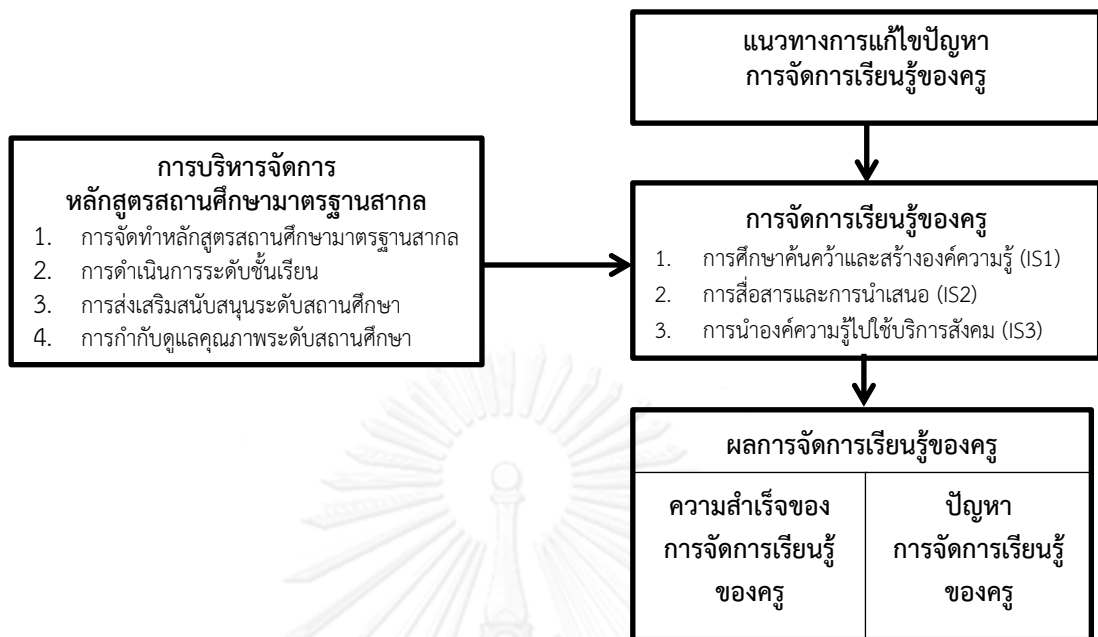 แนวทางการแก้ไขปัญหา
การจัดการเรียนรู้ของครู
การบริหารจัดการ
หลักสูตรสถานศึกษามาตรฐานสากล
1. การจัดทำหลักสูตรสถานศึกษามาตรฐานสากล
2. การดำเนินการระดับชั้นเรียน
3. การส่งเสริมสนับสนุนระดับสถานศึกษา
4. การกำกับดูแลคุณภาพระดับสถานศึกษา
การจัดการเรียนรู้ของครู
1. การศึกษาค้นคว้าและสร้างองค์ความรู้ (IS1)
2. การสื่อสารและการนำเสนอ (IS2)
3. การนำองค์ความรู้ไปใช้บริการสังคม (IS3)
ผลการจัดการเรียนรู้ของครู
ความสำเร็จของ
การจัดการเรียนรู้
ของครู
ปัญหา
การจัดการเรียนรู้
ของครู